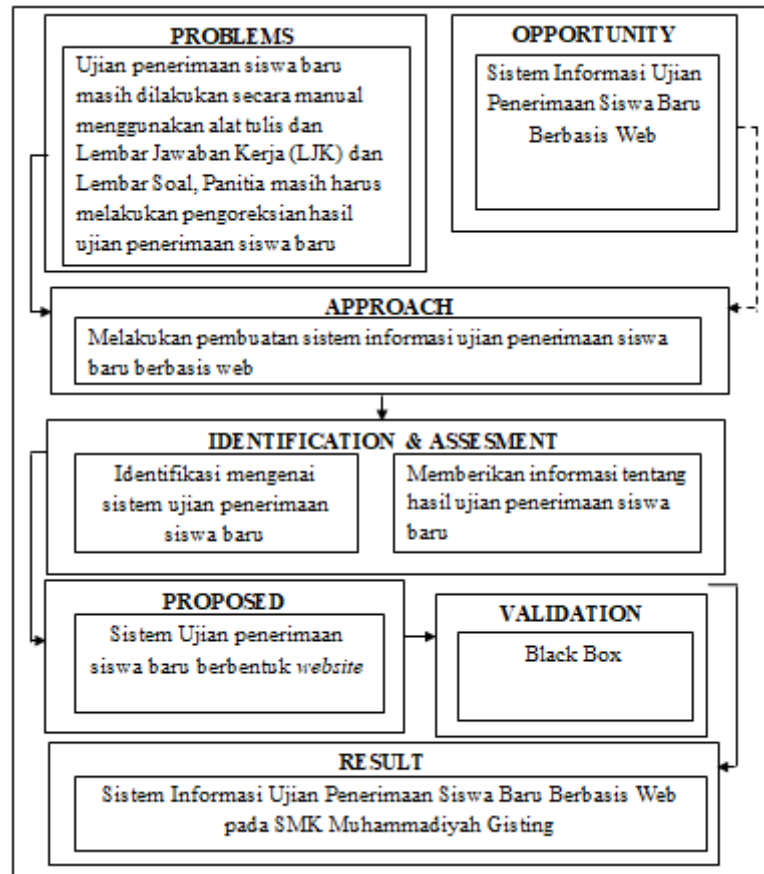 PROBLEMS
Ujian penerimaan siswa baru
masih dilakukan secara manual
menggunakan alat tulis dan
Lembar Jawaban Kerja (LJK) dan
Lembar Soal, Panitia masih harus
melakukan pengoreksian hasil
ujian penerimaan siswa baru
OPPORTUNITY
Sistem Informasi Ujian
Penerimaan Siswa Baru
Berbasis Web
APPROACH
Melakukan pembuatan sistem informasi ujian penerimaan siswa
baru berbasis web
IDENTIFICATION & ASSESMENT
Identifikasi mengenai
sistem ujian penerimaan
siswa baru
Memberikan informasi tentang
hasil ujian penerimaan siswa
baru
PROPOSED
Sistem Ujian penerimaan
siswa baru berbentuk website
VALIDATION
Black Box
RESULT
Sistem Informasi Ujian Penerimaan Siswa Baru Berbasis Web
pada SMK Muhammadiyah Gisting